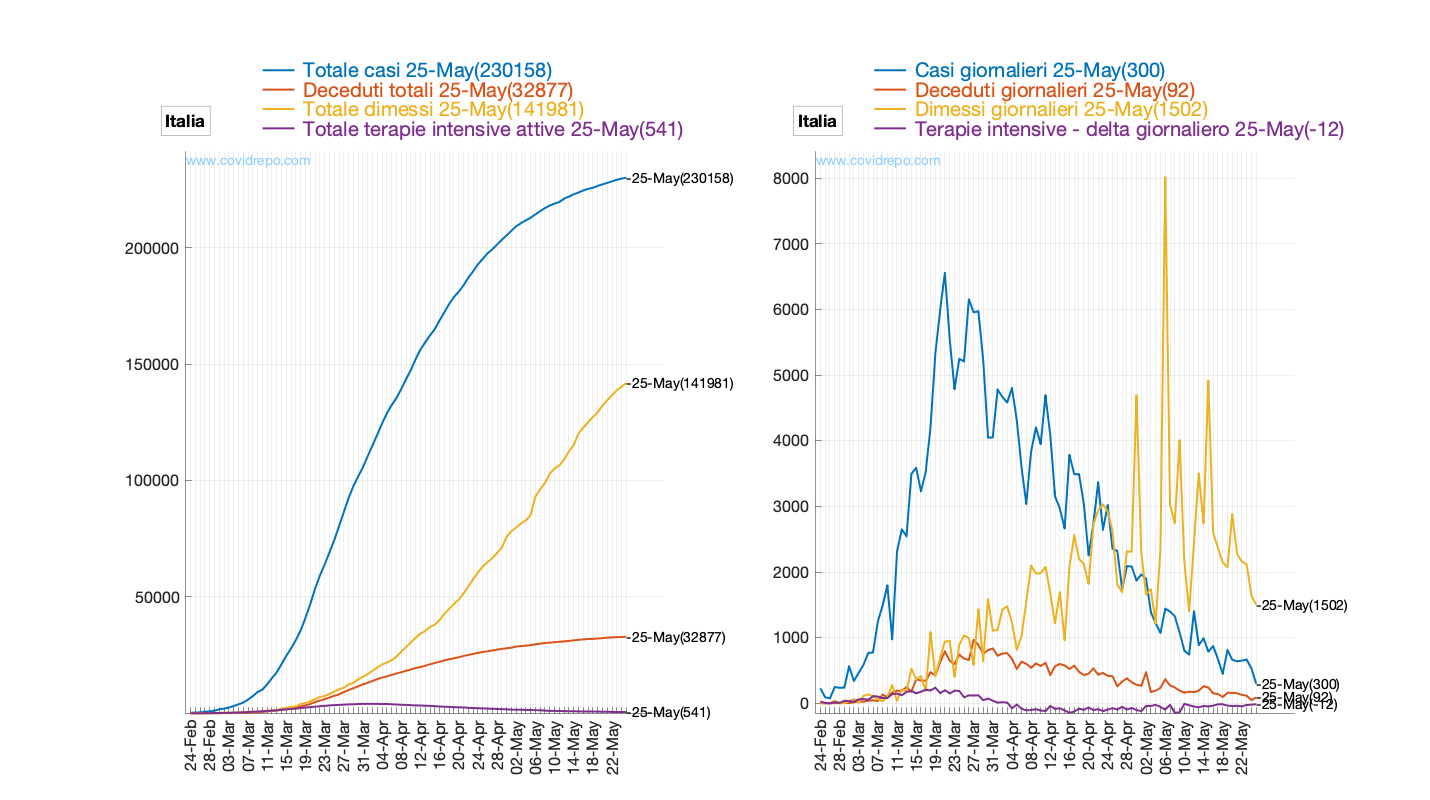 Totale casi 25-May(230158)
Deceduti totali 25-May(32877)
Totale dimessi 25-May(141981)
Totale terapie intensive attive 25-May(541)
Italia
www.covidrepo.com
25-May(230158)
200000
150000
25-May(141981)
100000
50000
25-May(32877)
25-May(541)
24-Feb
28-Feb
03-Mar
07-Mar
11-Mar
15-Mar
19-Mar
23-Mar
27-Mar
31-Mar
04-Apr
08-Apr
12-Apr
16-Apr
20-Apr
24-Apr
28-Apr
02-May
06-May
10-May
14-May
18-May
22-May
Casi giornalieri 25-May(300)
Deceduti giornalieri 25-May(92)
Dimessi giornalieri 25-May(1502)
Terapie intensive - delta giornaliero 25-May(-12)
Italia
www.covidrepo.com
8000
7000
6000
5000
4000
3000
2000
25-May(1502)
1000
25-May(300)
25-May(92)
25-May(-12)
0
24-Feb
28-Feb
03-Mar
07-Mar
11-Mar
15-Mar
19-Mar
23-Mar
27-Mar
31-Mar
04-Apr
08-Apr
12-Apr
16-Apr
20-Apr
24-Apr
28-Apr
02-May
06-May
10-May
14-May
18-May
22-May